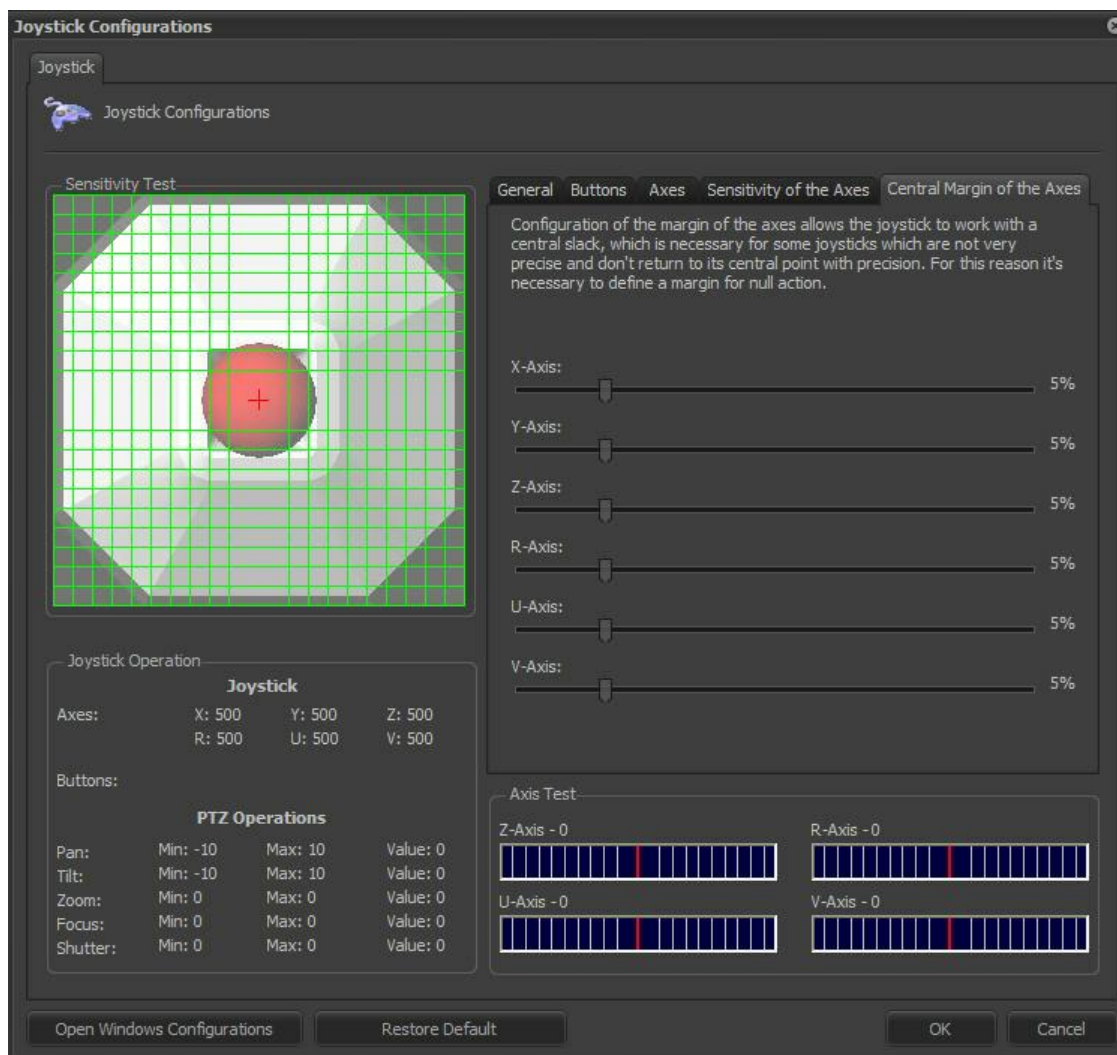 Joystick Configurations
Joystick
Joystick Configurations
Sensitivity Test
General Buttons Axes Sensitivity of the Axes Central Margin of the Axes
Configuration of the margin of the axes allows the joystick to work with a
central slack, which is necessary for some joysticks which are not very
precise and don't return to its central point with precision. For this reason it's
necessary to define a margin for null action.
X-Axis:
5%
Y-Axis:
5%
Z-Axis:
5%
R-Axis:
5%
U-Axis:
5%
V-Axis:
5%
Joystick Operation
Joystick
Axes: X: 500 Y: 500 Z: 500
R: 500 U: 500 V: 500
Buttons:
PTZ Operations
Pan: Min: -10 Max: 10 Value: 0
Tilt: Min: -10 Max: 10 Value: 0
Zoom: Min: 0 Max: 0 Value: 0
Focus: Min: 0 Max: 0 Value: 0
Shutter: Min: 0 Max: 0 Value: 0
Axis Test
Z-Axis - 0 R-Axis - 0
U-Axis - 0 V-Axis - 0
Open Windows Configurations Restore Default OK Cancel